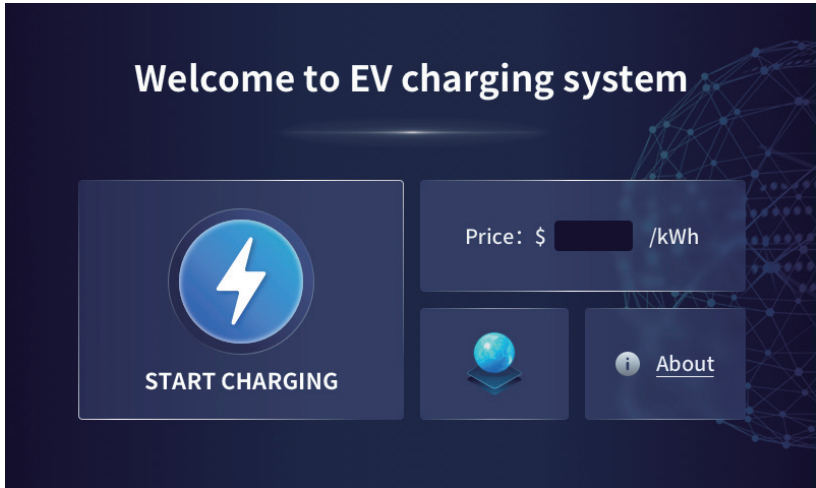 Welcome to EV charging system
Price: $ /kWh
START CHARGING
About